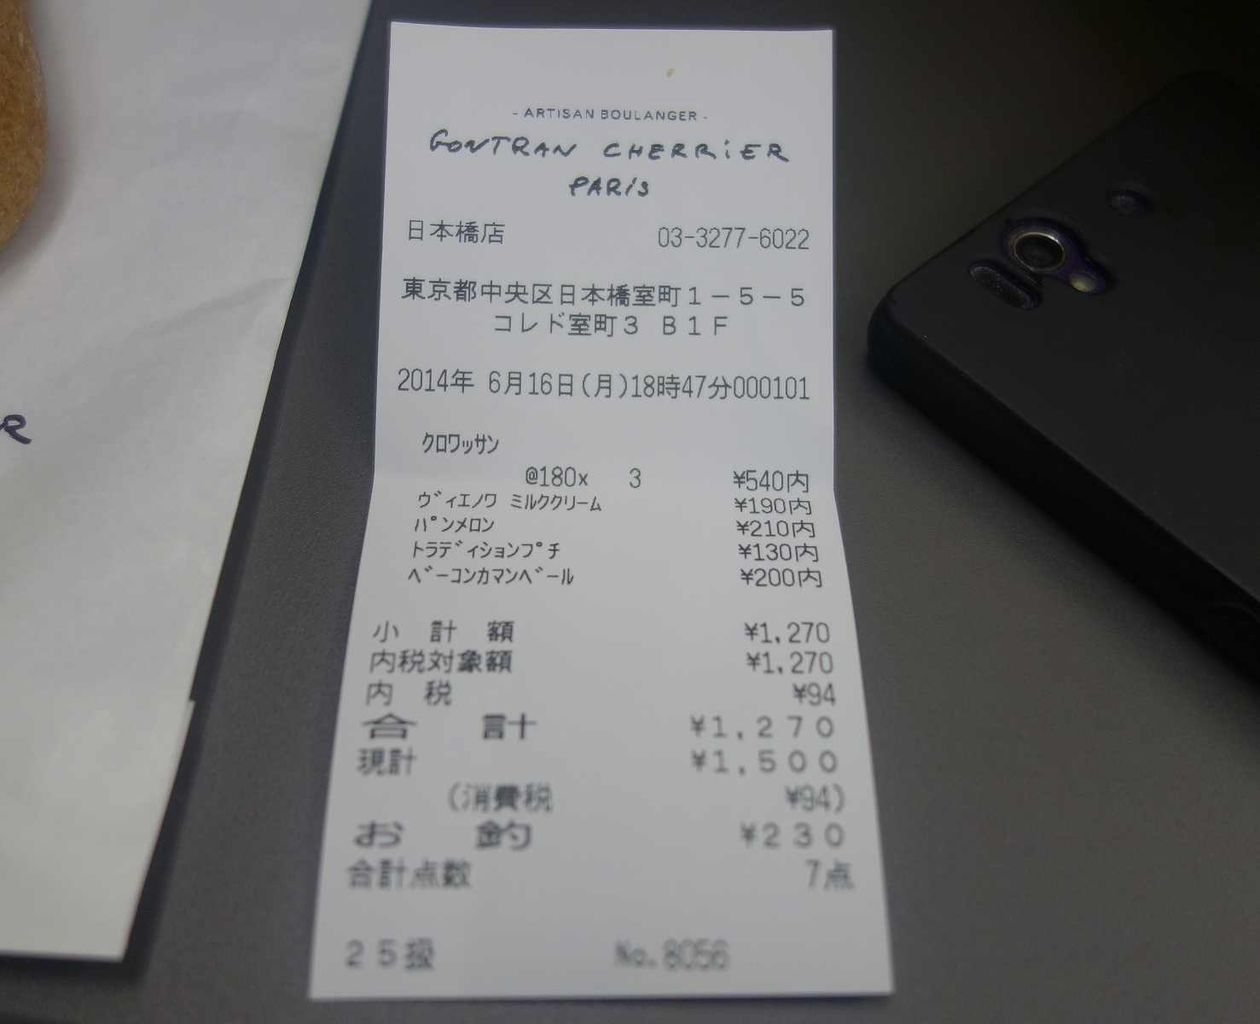 - ARTISAN BOULANGER -
GONTRAN CHERRIER
PARIS
日本橋店 03-3277-6022
東京都中央区日本橋室町１－５－５
コレド室町３ Ｂ１Ｆ
2014年 6月16日(月)18時47分000101
ｸﾛﾜｯｻﾝ
@180x 3 ¥540内
ｳﾞｨｴﾉﾜ ﾐﾙｸｸﾘｰﾑ ¥190内
ﾊﾟﾝﾒﾛﾝ ¥210内
ﾄﾗﾃﾞｨｼｮﾝﾌﾟﾁ ¥130内
ﾍﾞｰｺﾝｶﾏﾝﾍﾞｰﾙ ¥200内
小 計 額 ¥1,270
内税対象額 ¥1,270
内 税 ¥94
合 計 ¥1,270
現計 ¥1,500
(消費税 ¥94)
お 釣 ¥230
合計点数 7点
２５扱 No.8056
R